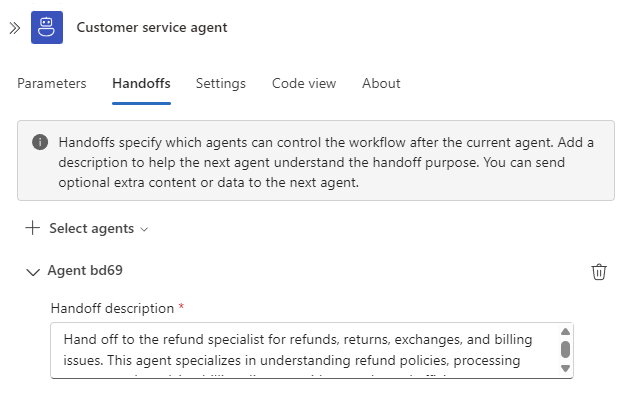 Customer service agent
Parameters Handoffs Settings Code view About
Handoffs specify which agents can control the workflow after the current agent. Add a
description to help the next agent understand the handoff purpose. You can send
optional extra content or data to the next agent.
Select agents
Agent bd69
Handoff description *
Hand off to the refund specialist for refunds, returns, exchanges, and billing
issues. This agent specializes in understanding refund policies, processing